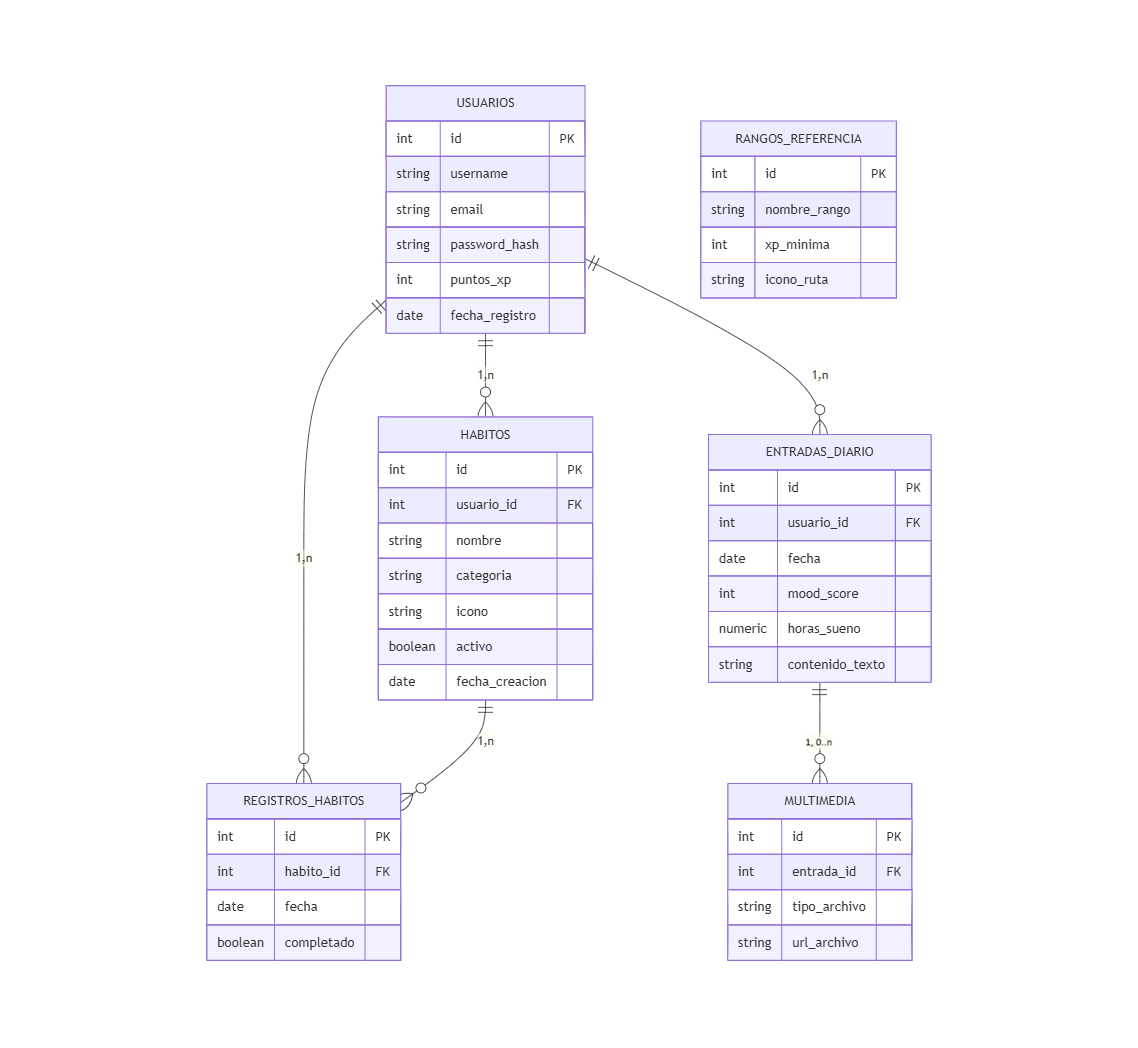 USUARIOS
int id PK
string username
string email
string password_hash
int puntos_xp
date fecha_registro
RANGOS_REFERENCIA
int id PK
string nombre_rango
int xp_minima
string icono_ruta
1,n
1,n
HABITOS
int id PK
int usuario_id FK
string nombre
string categoria
string icono
boolean activo
date fecha_creacion
ENTRADAS_DIARIO
int id PK
int usuario_id FK
date fecha
int mood_score
numeric horas_sueno
string contenido_texto
1,n
1,n
1, 0..n
REGISTROS_HABITOS
int id PK
int habito_id FK
date fecha
boolean completado
MULTIMEDIA
int id PK
int entrada_id FK
string tipo_archivo
string url_archivo